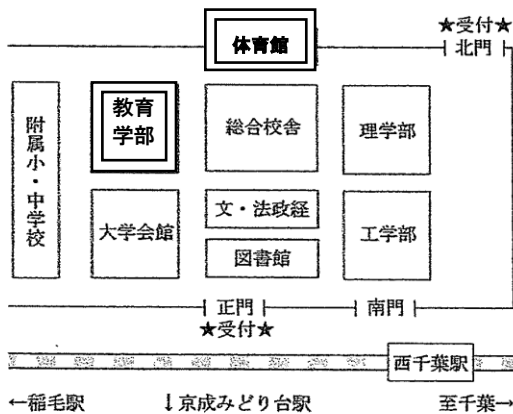 ★受付★
北門
体育館
教育
学部
総合校舎
理学部
附属小・中学校
大学会館
文・法政経
図書館
工学部
正門
南門
★受付★
西千葉駅
←稲毛駅
↓京成みどり台駅
至千葉→